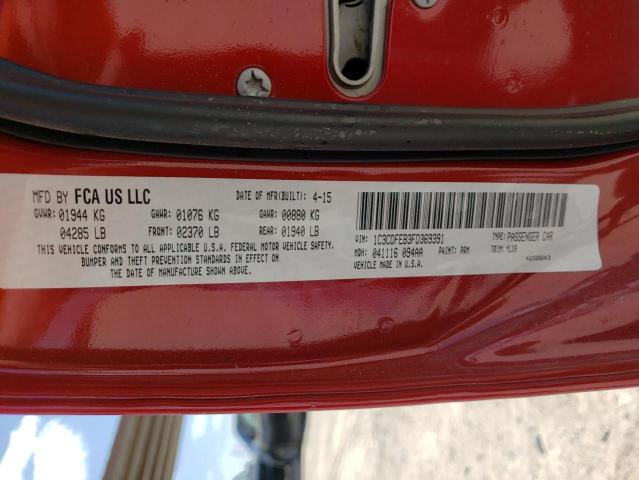 MFD BY FCA US LLC DATE OF MFR(BUILT): 4-15
GVWR: 01944 KG GAWR: 01076 KG GAWR: 00880 KG
04285 LB FRONT: 02370 LB REAR: 01940 LB
THIS VEHICLE CONFORMS TO ALL APPLICABLE U.S.A. FEDERAL MOTOR VEHICLE SAFETY,
BUMPER AND THEFT PREVENTION STANDARDS IN EFFECT ON
THE DATE OF MANUFACTURE SHOWN ABOVE.
VIN: 1C3CDFEB3FD369391 TYPE: PASSENGER CAR
MDH: 041116 094AA PAINT: PRM TRIM: VLX9
VEHICLE MADE IN U.S.A.